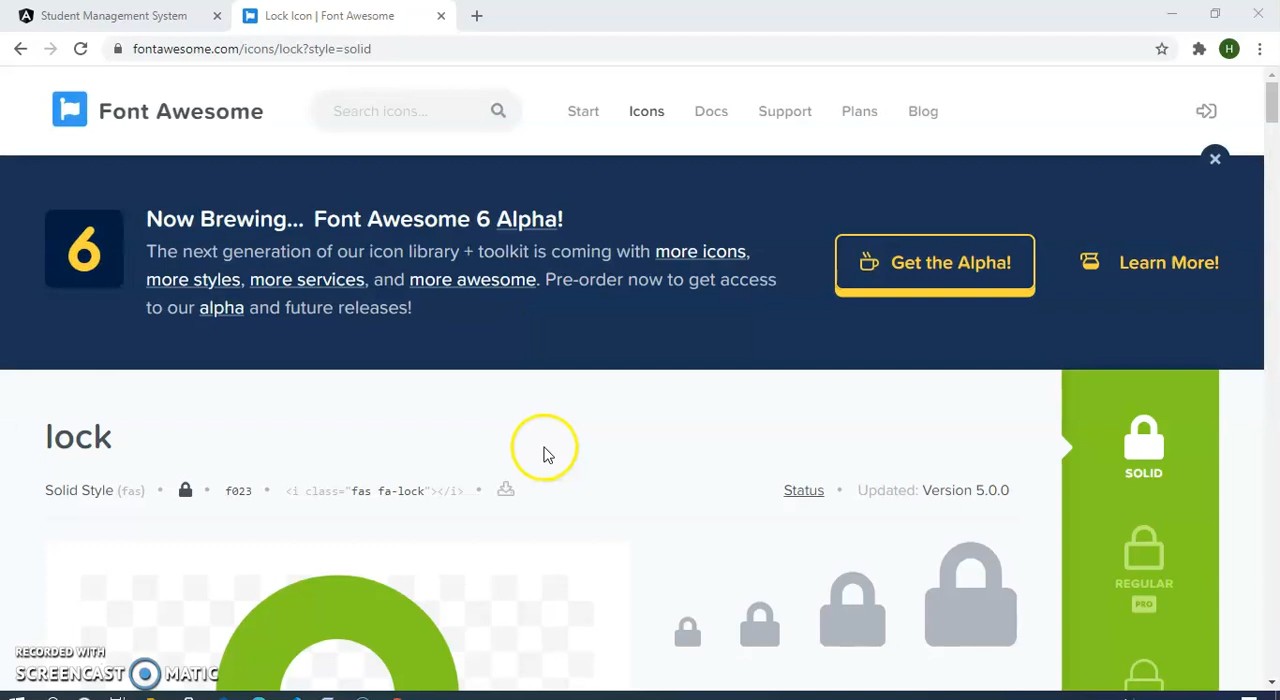 Student Management System
Lock Icon | Font Awesome
fontawesome.com/icons/lock?style=solid
H
Font Awesome
Search icons...
Start
Icons
Docs
Support
Plans
Blog
6
Now Brewing... Font Awesome 6 Alpha!
The next generation of our icon library + toolkit is coming with more icons,
more styles, more services, and more awesome. Pre-order now to get access
to our alpha and future releases!
Get the Alpha!
Learn More!
lock
Solid Style (fas)
f023
<i class="fas fa-lock"></i>
Status
Updated: Version 5.0.0
SOLID
REGULAR
PRO
RECORDED WITH
SCREENCAST MATIC